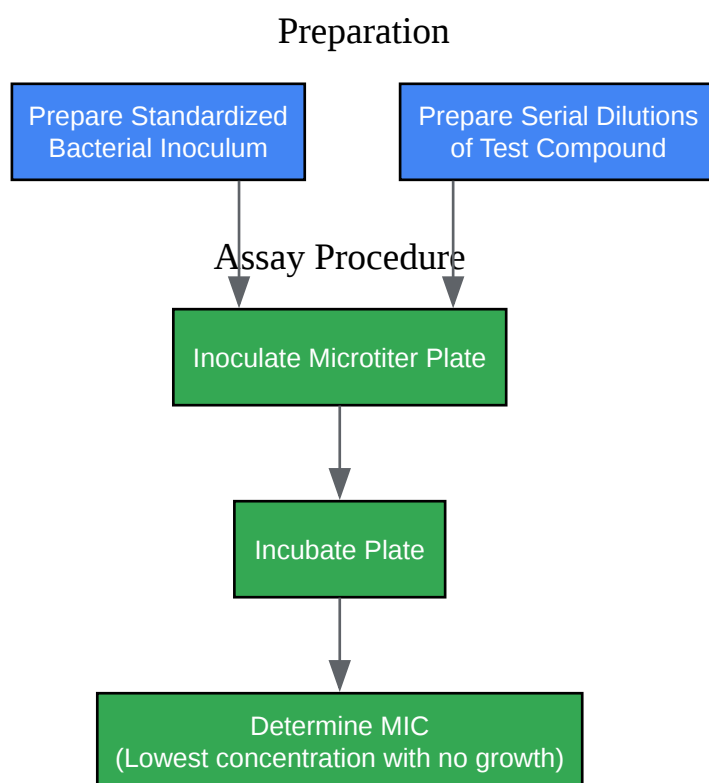 Preparation
Prepare Standardized
Bacterial Inoculum
Prepare Serial Dilutions
of Test Compound
Assay Procedure
Inoculate Microtiter Plate
Incubate Plate
Determine MIC
(Lowest concentration with no growth)